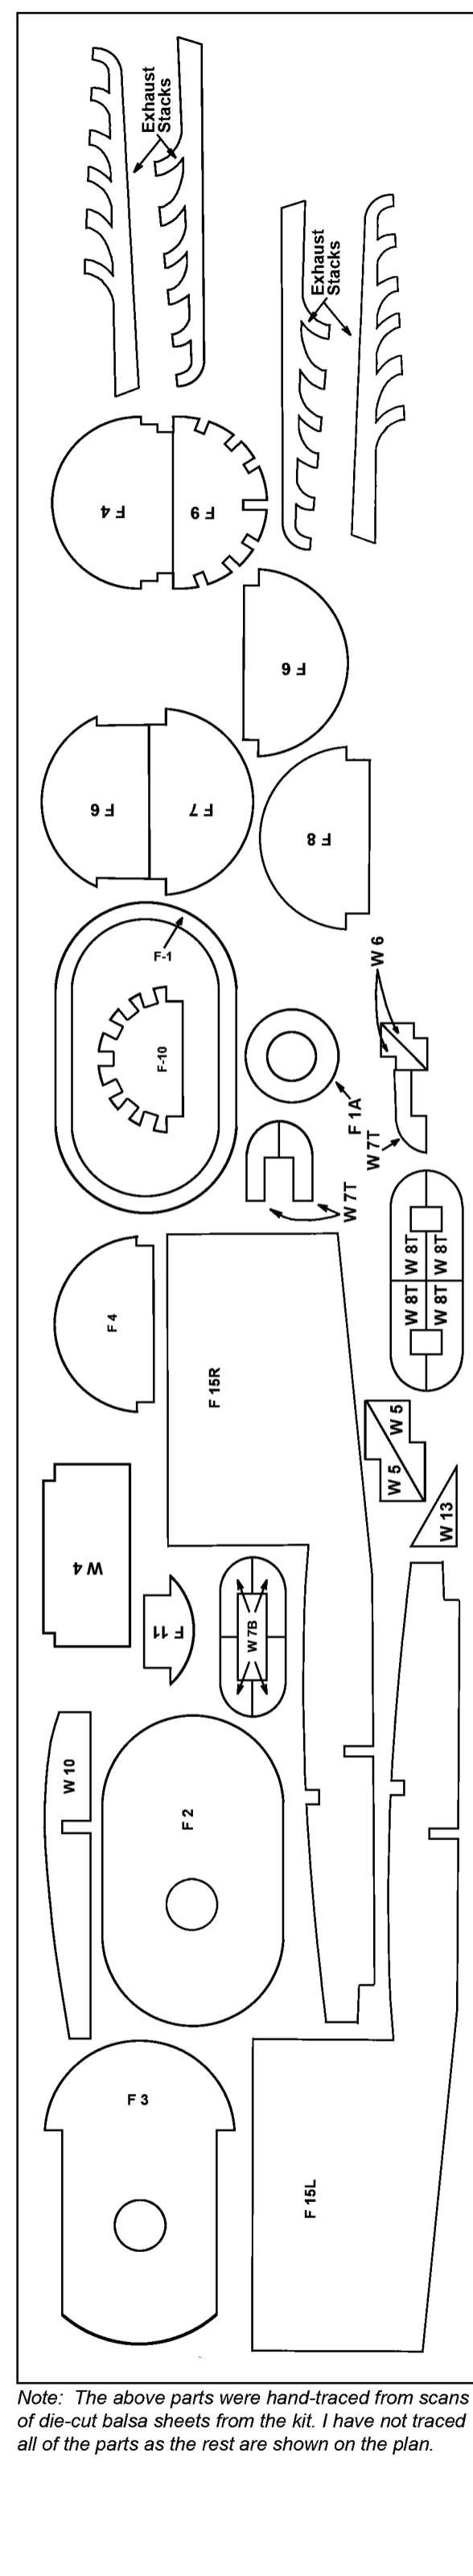 Exhaust
Stacks
Exhaust
Stacks
F 4
F 9
F 6
F 6
F 7
F 8
F-1
W 6
F-10
F 1A
W 7T
W 7T
F 4
W 8T
W 8T
W 8T
W 8T
F 15R
W 5
W 5
W 13
W 4
F 11
W 7B
W 10
F 2
F 3
F 15L
Note: The above parts were hand-traced from scans
of die-cut balsa sheets from the kit. I have not traced
all of the parts as the rest are shown on the plan.